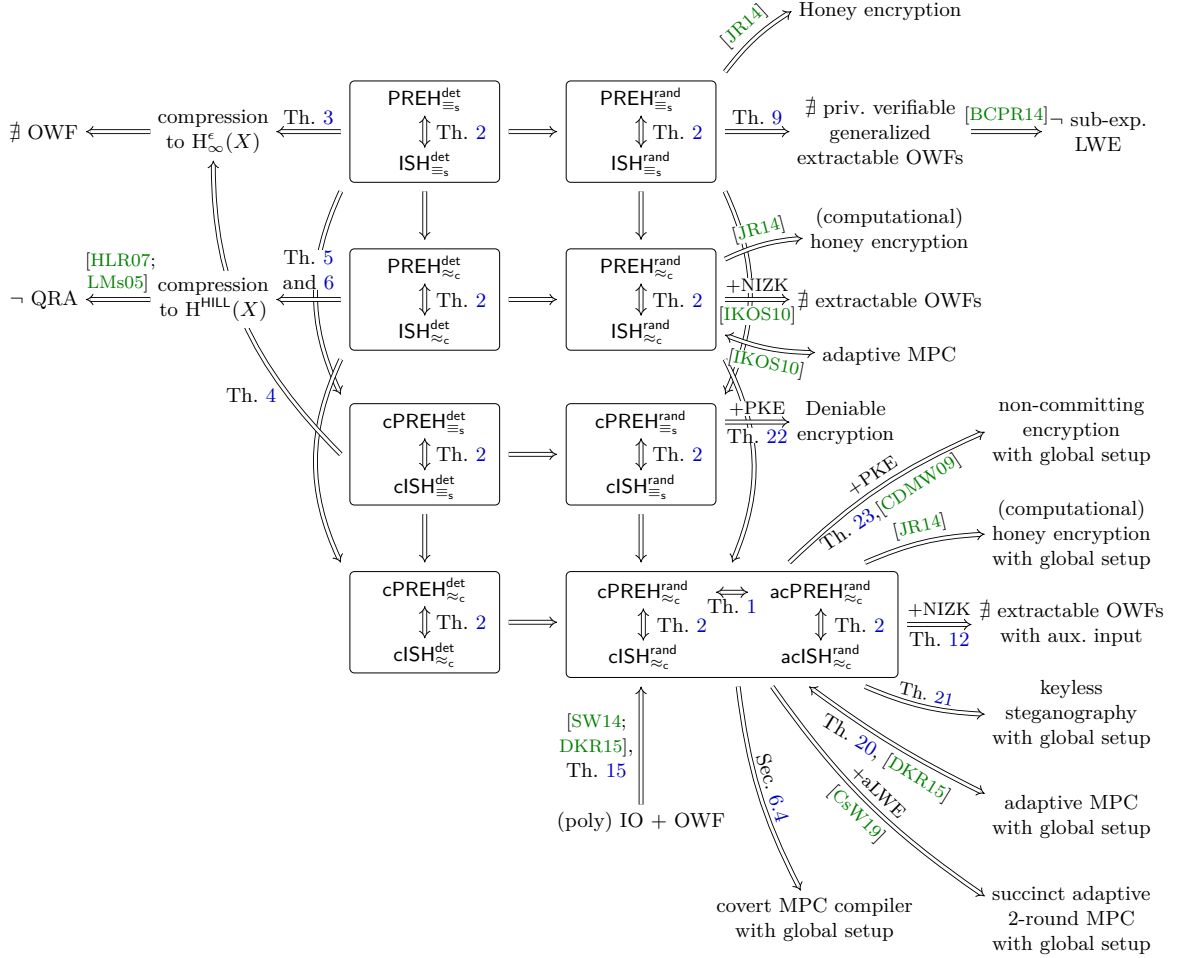 [JR14]
Honey encryption
∄ OWF
compression
to H^ϵ_∞(X)
Th. 3
PREH^det_≡s
Th. 2
ISH^det_≡s
PREH^rand_≡s
Th. 2
ISH^rand_≡s
Th. 9
∄ priv. verifiable
generalized
extractable OWFs
[BCPR14]
¬ sub-exp.
LWE
¬ QRA
[HLR07;
LMs05]
compression
to H^HILL(X)
Th. 5
and 6
PREH^det_≈c
Th. 2
ISH^det_≈c
PREH^rand_≈c
Th. 2
ISH^rand_≈c
[JR14]
(computational)
honey encryption
+NIZK
[IKOS10]
∄ extractable OWFs
[IKOS10]
adaptive MPC
Th. 4
cPREH^det_≡s
Th. 2
cISH^det_≡s
cPREH^rand_≡s
Th. 2
cISH^rand_≡s
+PKE
Th. 22
Deniable
encryption
+PKE
Th. 23,[CDMW09]
non-committing
encryption
with global setup
[JR14]
(computational)
honey encryption
with global setup
cPREH^det_≈c
Th. 2
cISH^det_≈c
cPREH^rand_≈c
Th. 2
cISH^rand_≈c
Th. 1
acPREH^rand_≈c
Th. 2
acISH^rand_≈c
+NIZK
Th. 12
∄ extractable OWFs
with aux. input
Th. 21
keyless
steganography
with global setup
[SW14;
DKR15],
Th. 15
(poly) IO + OWF
Sec. 6.4
covert MPC compiler
with global setup
Th. 20, [DKR15]
adaptive MPC
with global setup
+aLWE
[CsW19]
succinct adaptive
2-round MPC
with global setup